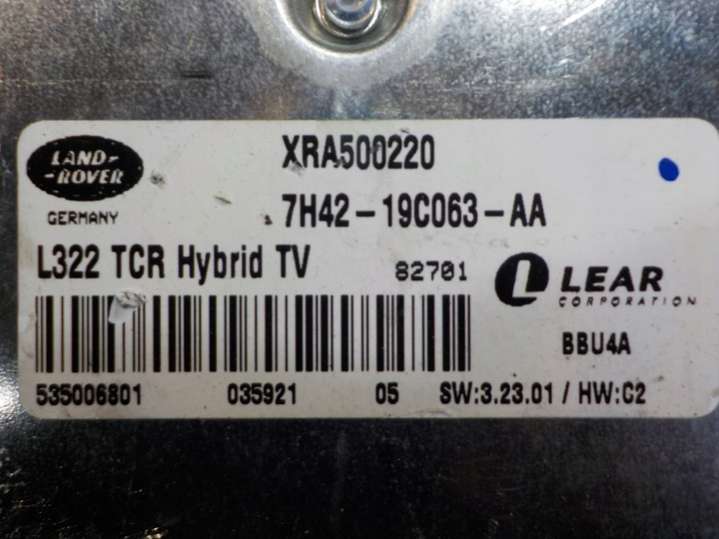 LAND-
-ROVER
GERMANY
XRA500220
7H42-19C063-AA
L322 TCR Hybrid TV
82701
LEAR
CORPORATION
BBU4A
535006801 035921 05 SW:3.23.01 / HW:C2